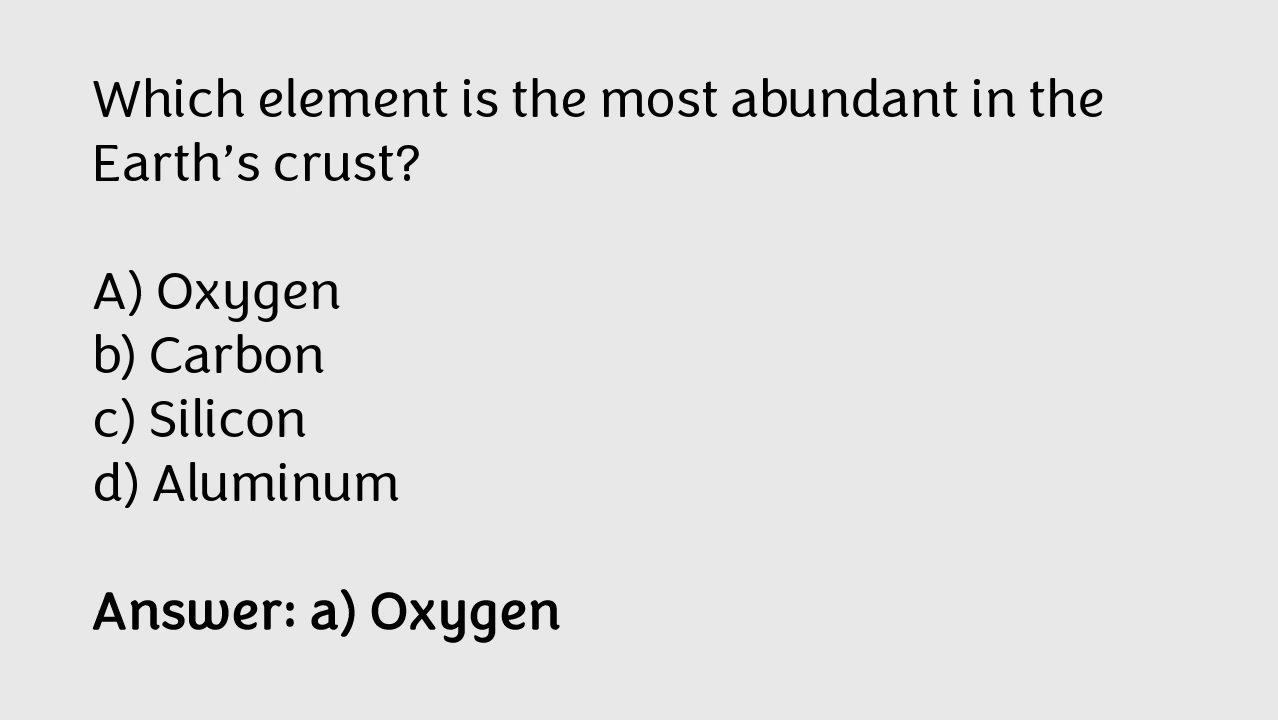 Which element is the most abundant in the
Earth’s crust?
A) Oxygen
b) Carbon
c) Silicon
d) Aluminum
Answer: a) Oxygen